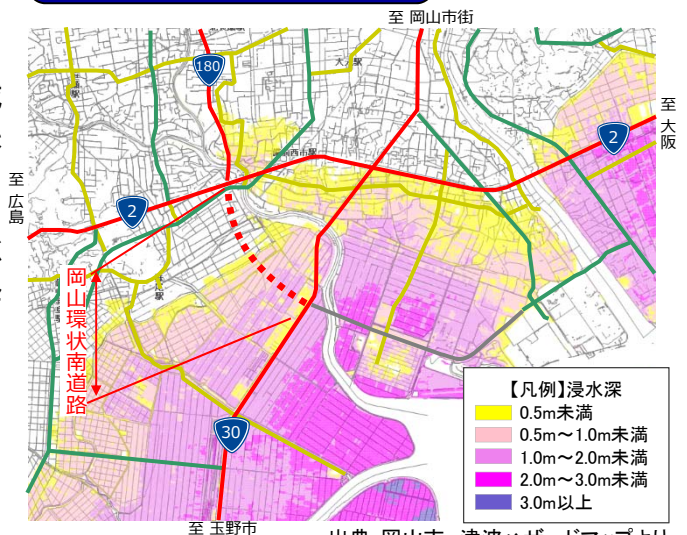 至 岡山市街
180
至
大阪
2
至
広島
2
岡山環状南道路
【凡例】浸水深
0.5m未満
0.5m～1.0m未満
1.0m～2.0m未満
2.0m～3.0m未満
3.0m以上
30
至 玉野市